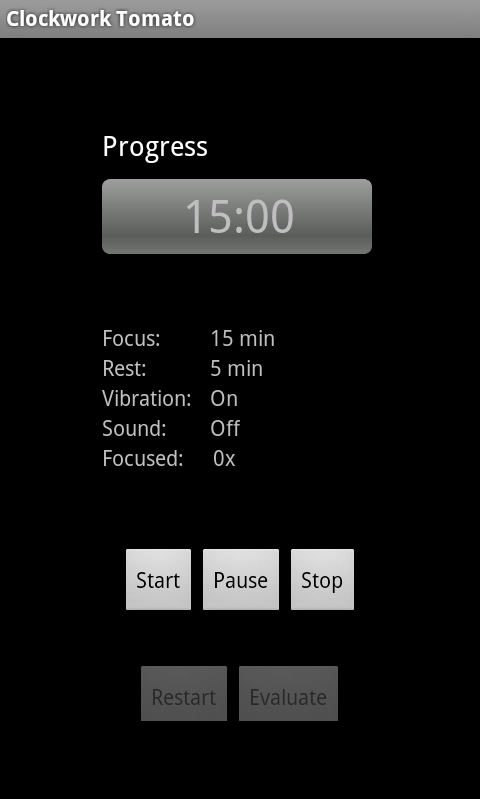 Clockwork Tomato
Progress
15:00
Focus: 15 min
Rest: 5 min
Vibration: On
Sound: Off
Focused: 0x
Start Pause Stop
Restart Evaluate